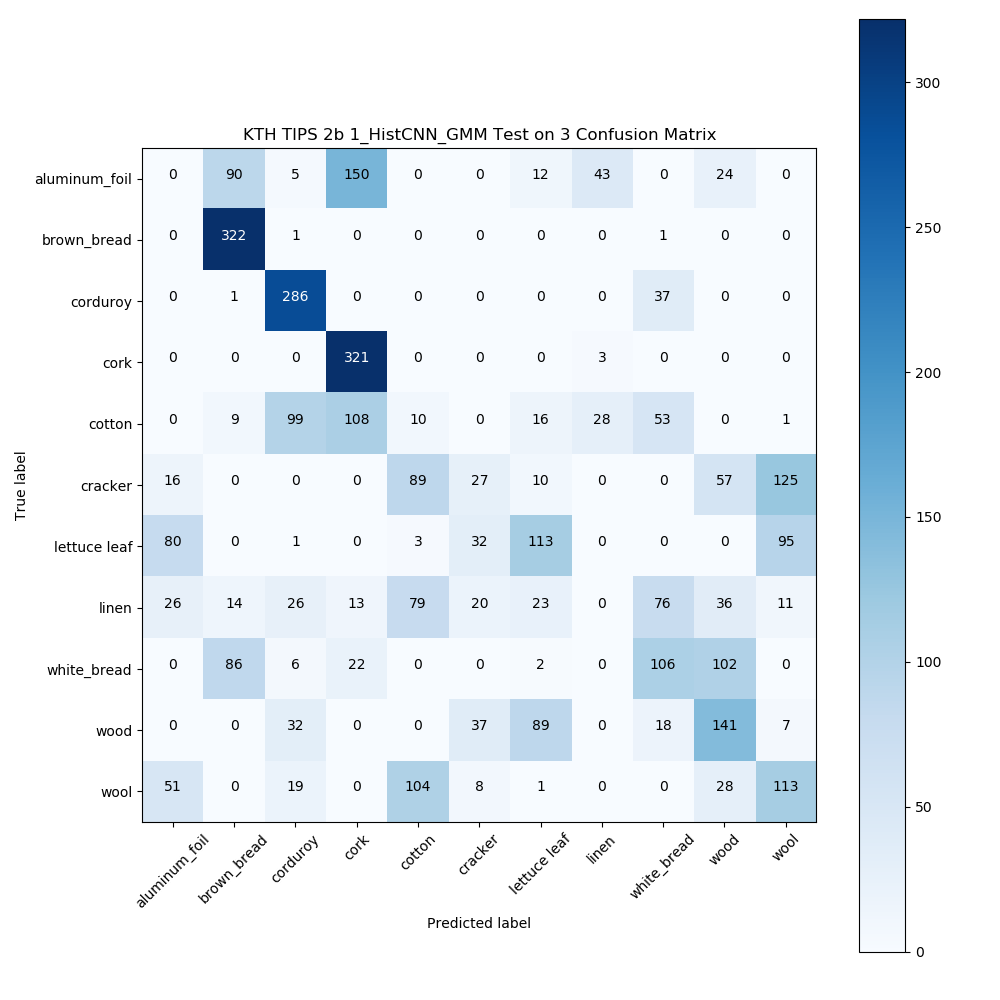 KTH TIPS 2b 1_HistCNN_GMM Test on 3 Confusion Matrix
True label
aluminum_foil 0 90 5 150 0 0 12 43 0 24 0
brown_bread 0 322 1 0 0 0 0 0 1 0 0
corduroy 0 1 286 0 0 0 0 0 37 0 0
cork 0 0 0 321 0 0 0 3 0 0 0
cotton 0 9 99 108 10 0 16 28 53 0 1
cracker 16 0 0 0 89 27 10 0 0 57 125
lettuce leaf 80 0 1 0 3 32 113 0 0 0 95
linen 26 14 26 13 79 20 23 0 76 36 11
white_bread 0 86 6 22 0 0 2 0 106 102 0
wood 0 0 32 0 0 37 89 0 18 141 7
wool 51 0 19 0 104 8 1 0 0 28 113
aluminum_foil brown_bread corduroy cork cotton cracker lettuce leaf linen white_bread wood wool
Predicted label
300
250
200
150
100
50
0